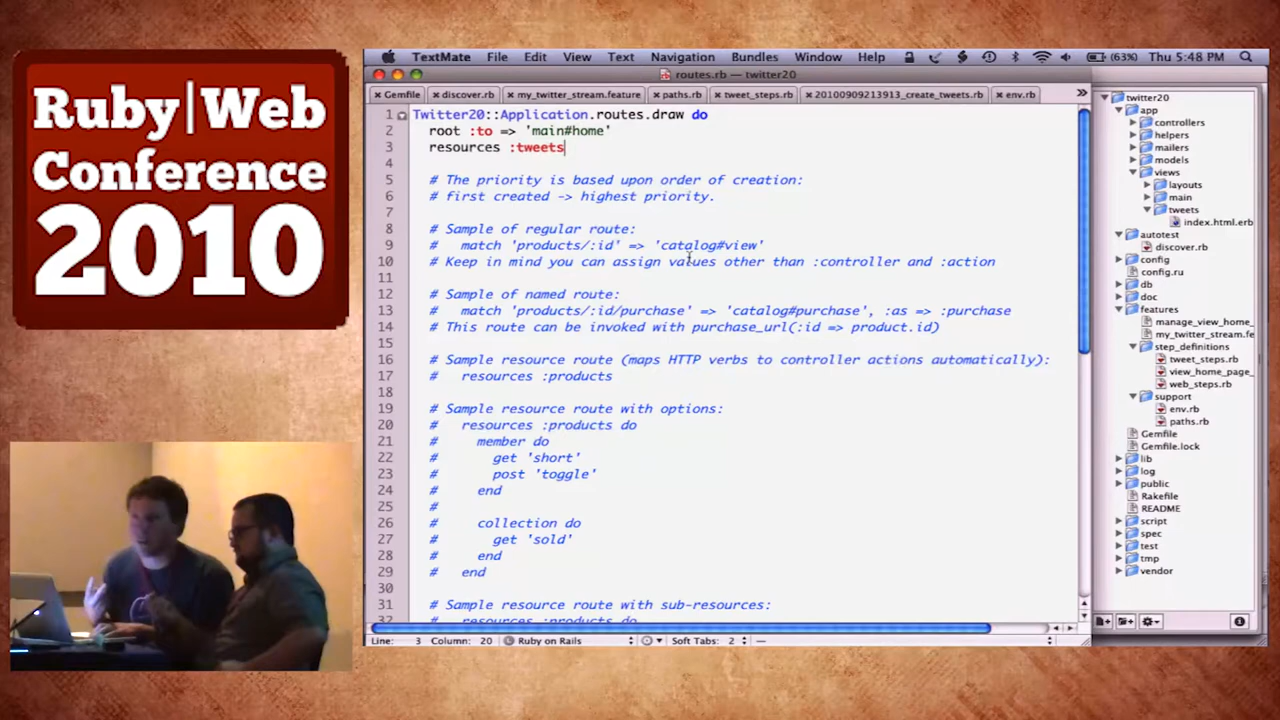 Ruby|Web
Conference
2010
TextMate File Edit View Text Navigation Bundles Window Help (63%) Thu 5:48 PM
routes.rb — twitter20
Gemfile discover.rb my_twitter_stream.feature paths.rb tweet_steps.rb 20100909213913_create_tweets.rb env.rb
1 Twitter20::Application.routes.draw do
2 root :to => 'main#home'
3 resources :tweets
4
5 # The priority is based upon order of creation:
6 # first created -> highest priority.
7
8 # Sample of regular route:
9 #   match 'products/:id' => 'catalog#view'
10 # Keep in mind you can assign values other than :controller and :action
11
12 # Sample of named route:
13 #   match 'products/:id/purchase' => 'catalog#purchase', :as => :purchase
14 # This route can be invoked with purchase_url(:id => product.id)
15
16 # Sample resource route (maps HTTP verbs to controller actions automatically):
17 #   resources :products
18
19 # Sample resource route with options:
20 #   resources :products do
21 #     member do
22 #       get 'short'
23 #       post 'toggle'
24 #     end
25 #
26 #     collection do
27 #       get 'sold'
28 #     end
29 #   end
30
31 # Sample resource route with sub-resources:
32 #   resources :products do
Line: 3 Column: 20 Ruby on Rails Soft Tabs: 2 —
twitter20
app
controllers
helpers
mailers
models
views
layouts
main
tweets
index.html.erb
autotest
discover.rb
config
config.ru
db
doc
features
manage_view_home_
my_twitter_stream.fe
step_definitions
tweet_steps.rb
view_home_page_
web_steps.rb
support
env.rb
paths.rb
Gemfile
Gemfile.lock
lib
log
public
Rakefile
README
script
spec
test
tmp
vendor